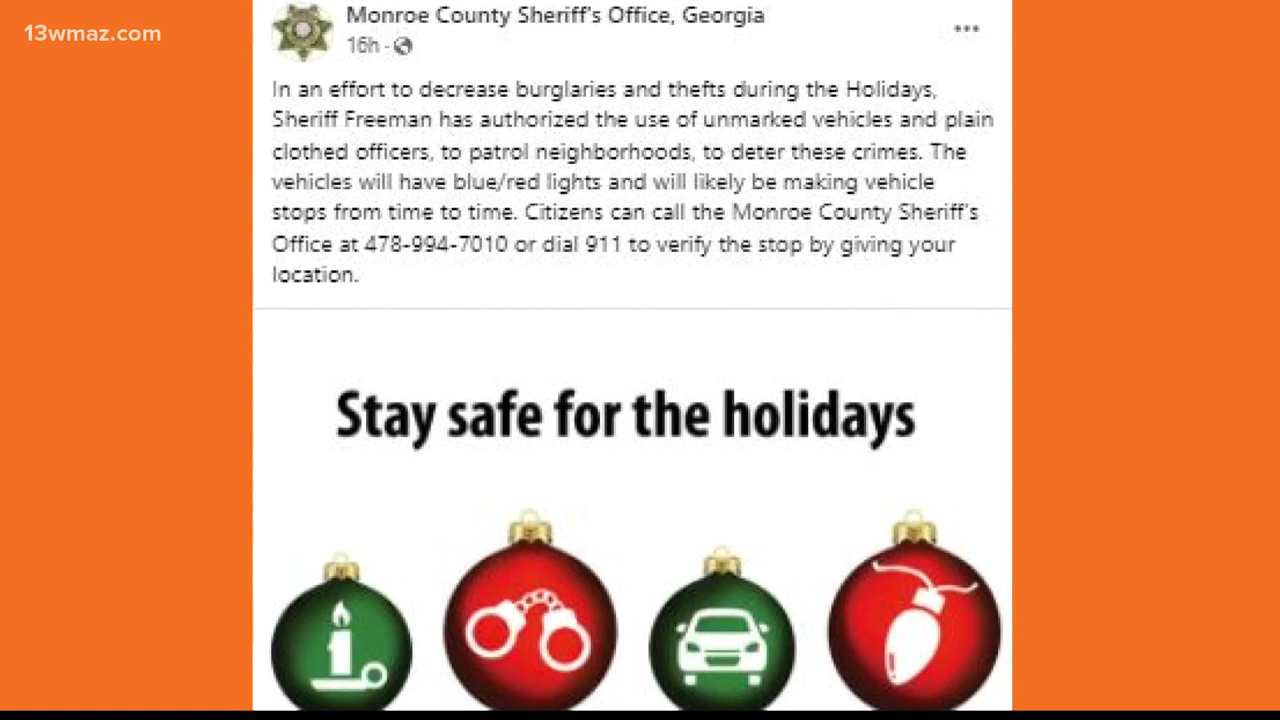 13wmaz.com
Monroe County Sheriff's Office, Georgia
16h ·
In an effort to decrease burglaries and thefts during the Holidays,
Sheriff Freeman has authorized the use of unmarked vehicles and plain
clothed officers, to patrol neighborhoods, to deter these crimes. The
vehicles will have blue/red lights and will likely be making vehicle
stops from time to time. Citizens can call the Monroe County Sheriff's
Office at 478-994-7010 or dial 911 to verify the stop by giving your
location.
Stay safe for the holidays